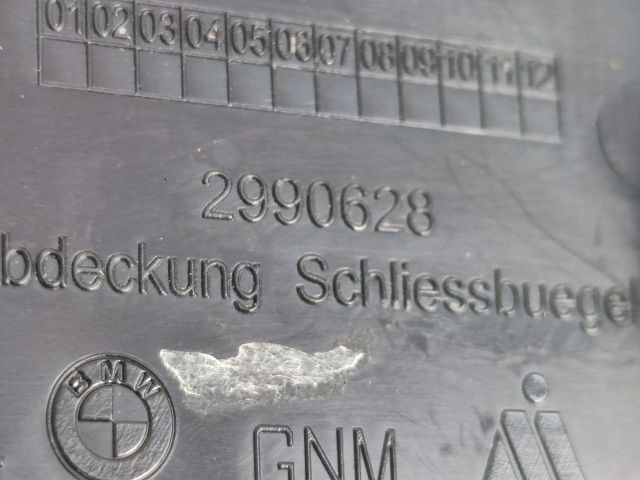 01 02 03 04 05 06 07 08 09 10 11 12
2990628
bdeckung Schliessbuegel
BMW
GNM